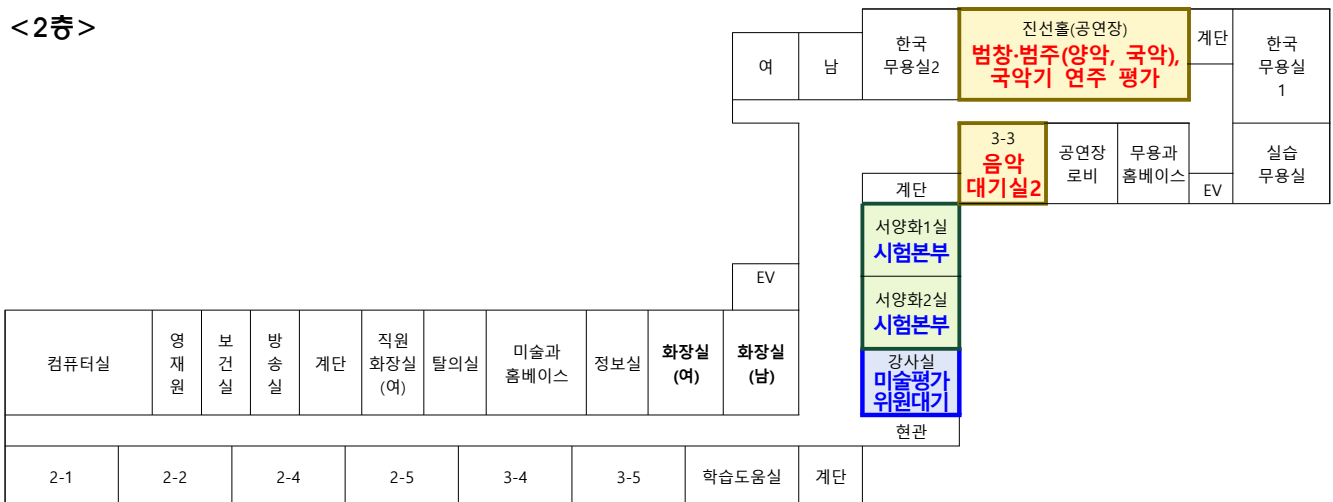 <2층>
여
남
한국
무용실2
진선홀(공연장)
범창·범주(양악, 국악),
국악기 연주 평가
계단
한국
무용실
1
3-3
음악
대기실2
공연장
로비
무용과
홈베이스
EV
실습
무용실
계단
서양화1실
시험본부
서양화2실
시험본부
강사실
미술평가
위원대기
현관
EV
컴퓨터실
영
재
원
보
건
실
방
송
실
계단
직원
화장실
(여)
탈의실
미술과
홈베이스
정보실
화장실
(여)
화장실
(남)
2-1
2-2
2-4
2-5
3-4
3-5
학습도움실
계단